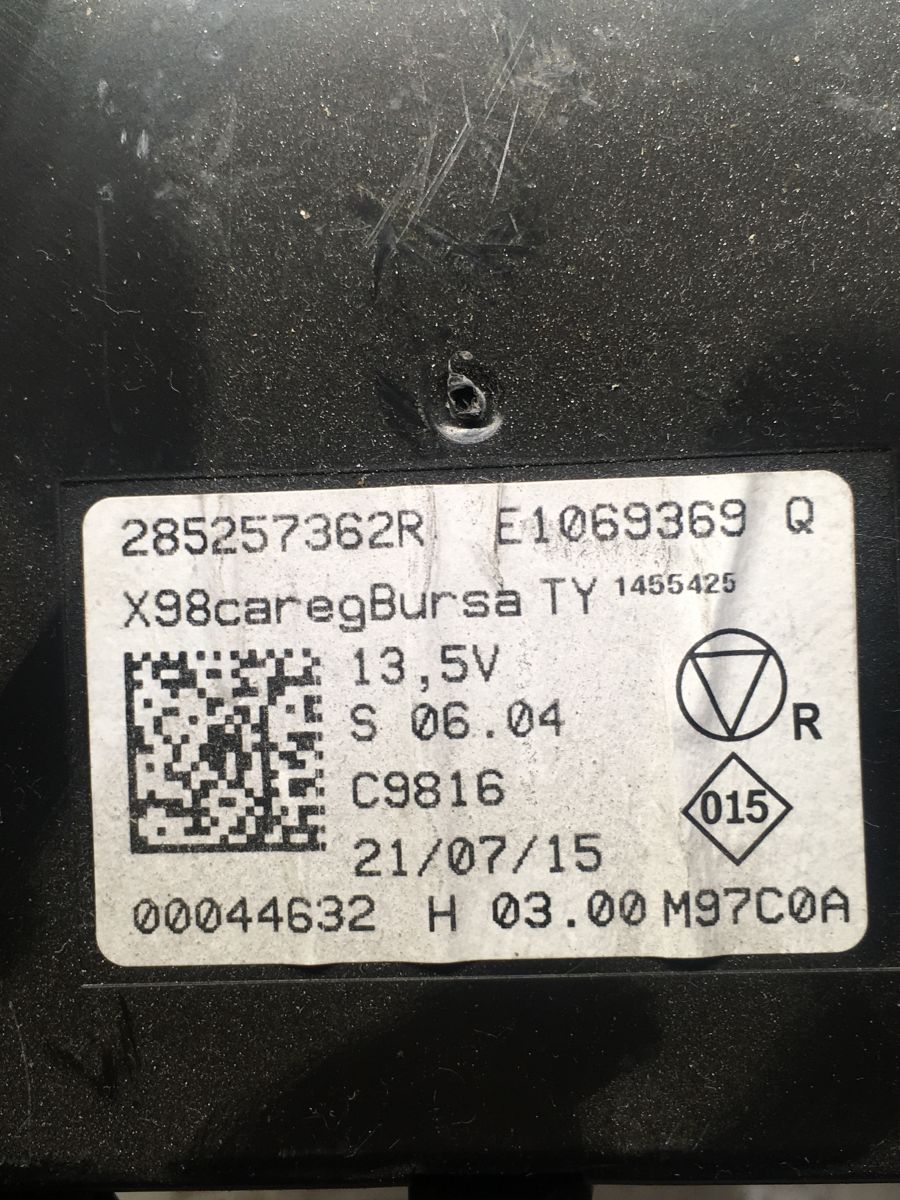 285257362R E1069369 Q
X98caregBursa TY 1455425
13,5V
S 06.04
R
C9816
015
21/07/15
00044632 H 03.00 M97C0A